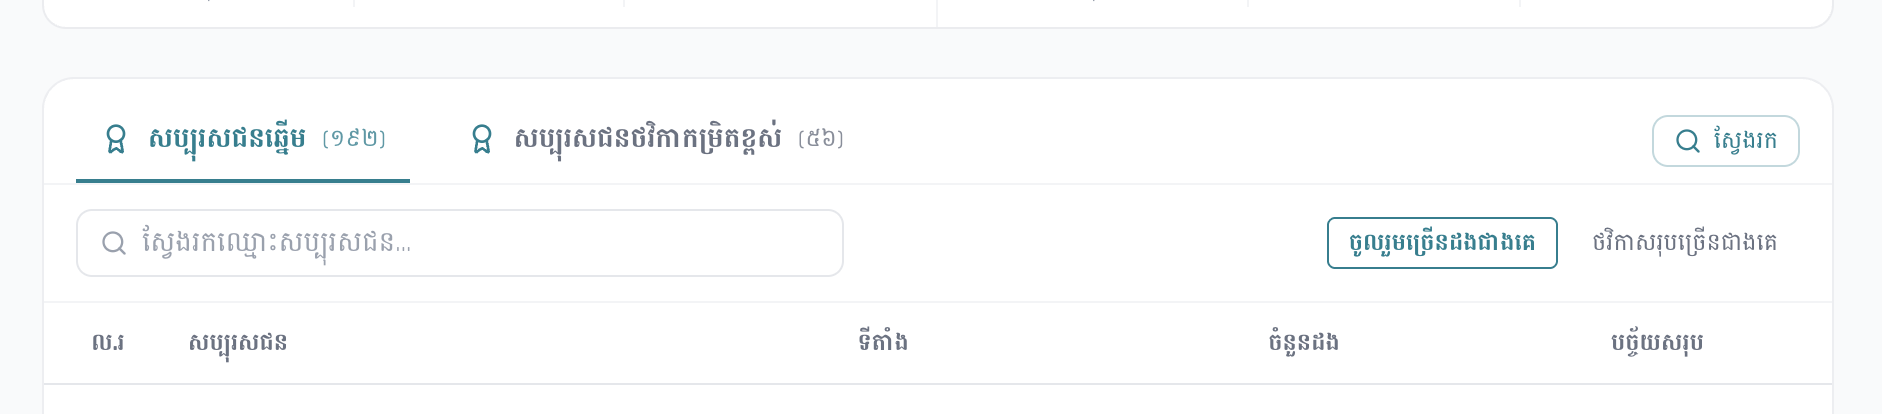 សប្បុរសជនឆ្នើម (១៩២) សប្បុរសជនថវិកាកម្រិតខ្ពស់ (៥៦) ស្វែងរក
ស្វែងរកឈ្មោះសប្បុរសជន... ចូលរួមច្រើនដងជាងគេ ថវិកាសរុបច្រើនជាងគេ
ល.រ សប្បុរសជន ទីតាំង ចំនួនដង បច្ច័យសរុប